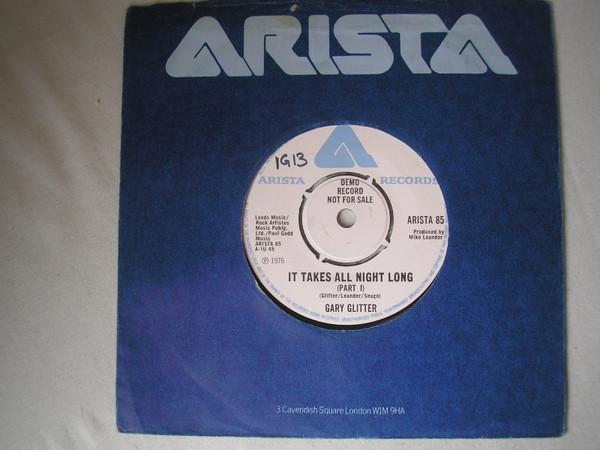 ARISTA
1G13
ARISTA RECORDS
DEMO
RECORD
NOT FOR SALE
ARISTA 85
Leeds Music/
Rock Artistes
Music Publg.
Ltd./Paul Gadd
Music
ARISTA 85
A-1U 45
Produced by
Mike Leander
℗ 1976
IT TAKES ALL NIGHT LONG
(PART 1)
(Glitter/Leander/Seago)
GARY GLITTER
3 Cavendish Square London W1M 9HA